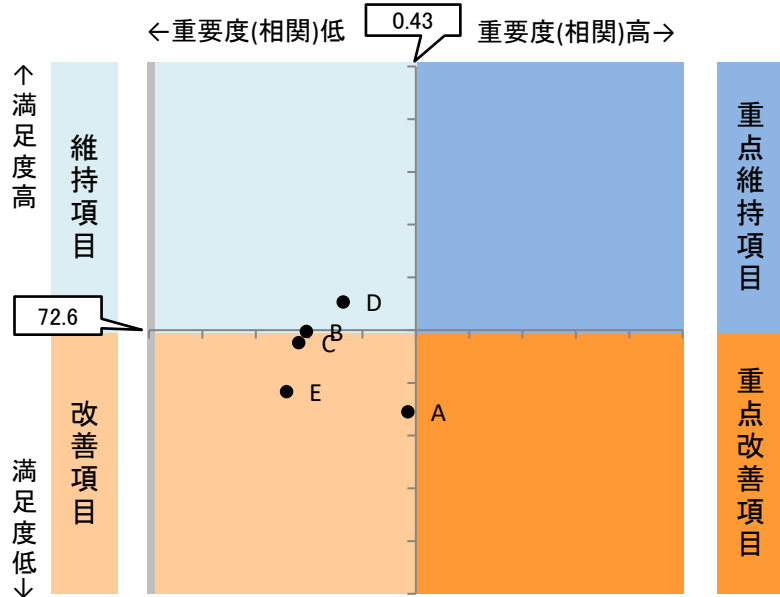 ←重要度(相関)低
0.43
重要度(相関)高→
↑満足度高
維持項目
重点維持項目
72.6
D
B
C
E
A
改善項目
満足度低↓
重点改善項目